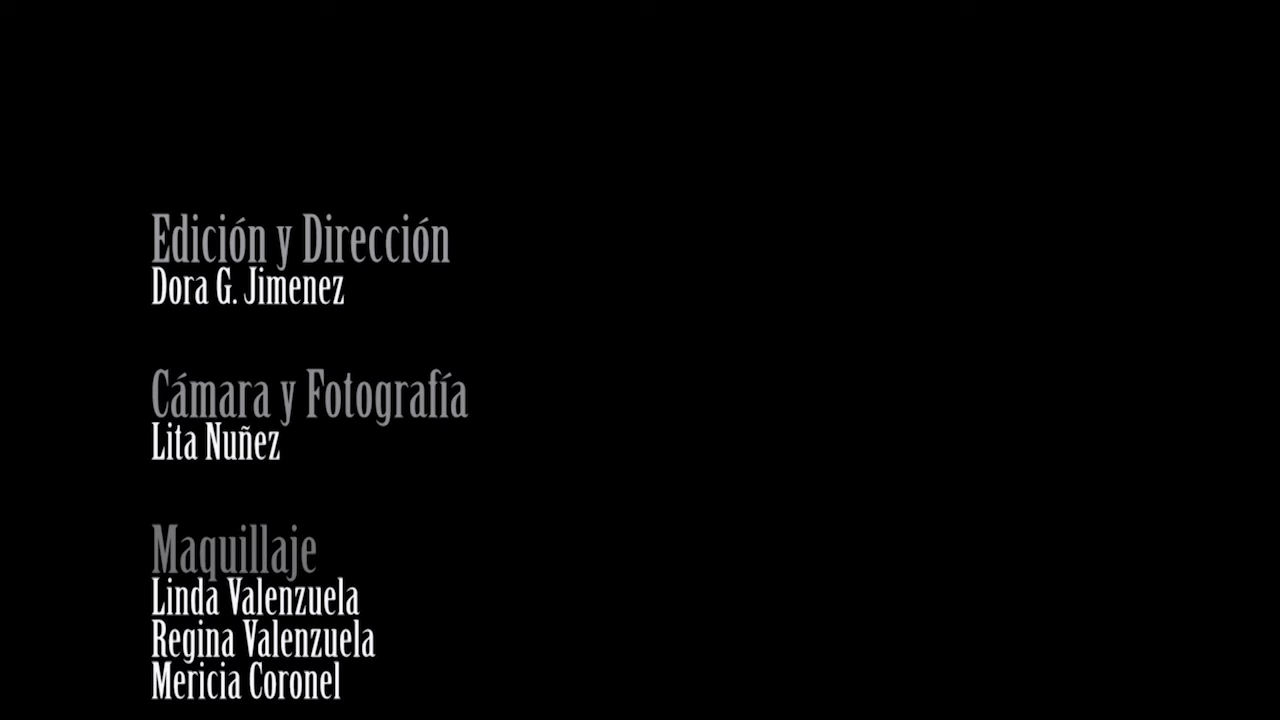 Edición y Dirección
Dora G. Jimenez
Cámara y Fotografía
Lita Nuñez
Maquillaje
Linda Valenzuela
Regina Valenzuela
Mericia Coronel